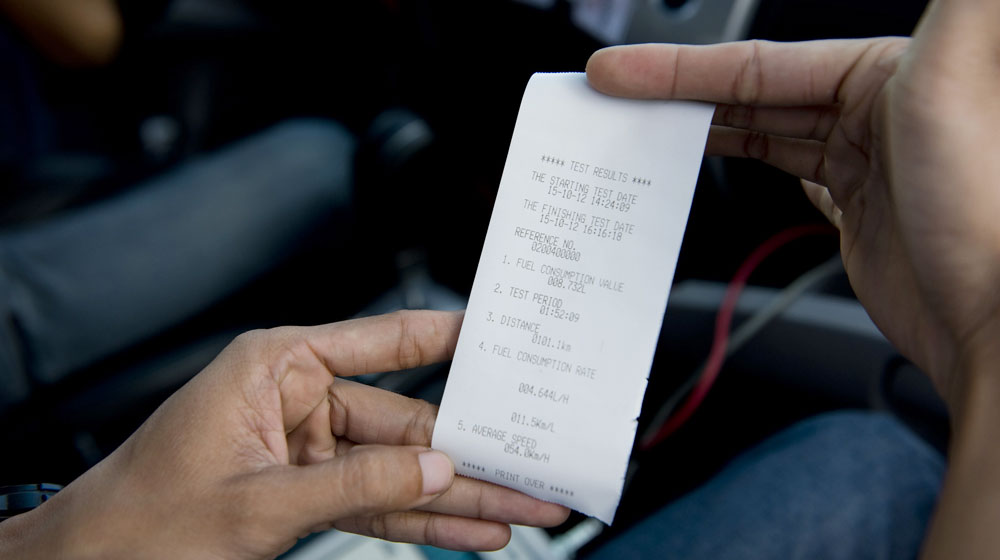 ***** TEST RESULTS ****
THE STARTING TEST DATE
15-10-12 14:24:09
THE FINISHING TEST DATE
15-10-12 16:16:18
REFERENCE NO.
0200400000
1. FUEL CONSUMPTION VALUE
008.732L
2. TEST PERIOD
01:52:09
3. DISTANCE
0101.1km
4. FUEL CONSUMPTION RATE
004.644L/H
011.5Km/L
5. AVERAGE SPEED
054.0Km/H
***** PRINT OVER *****